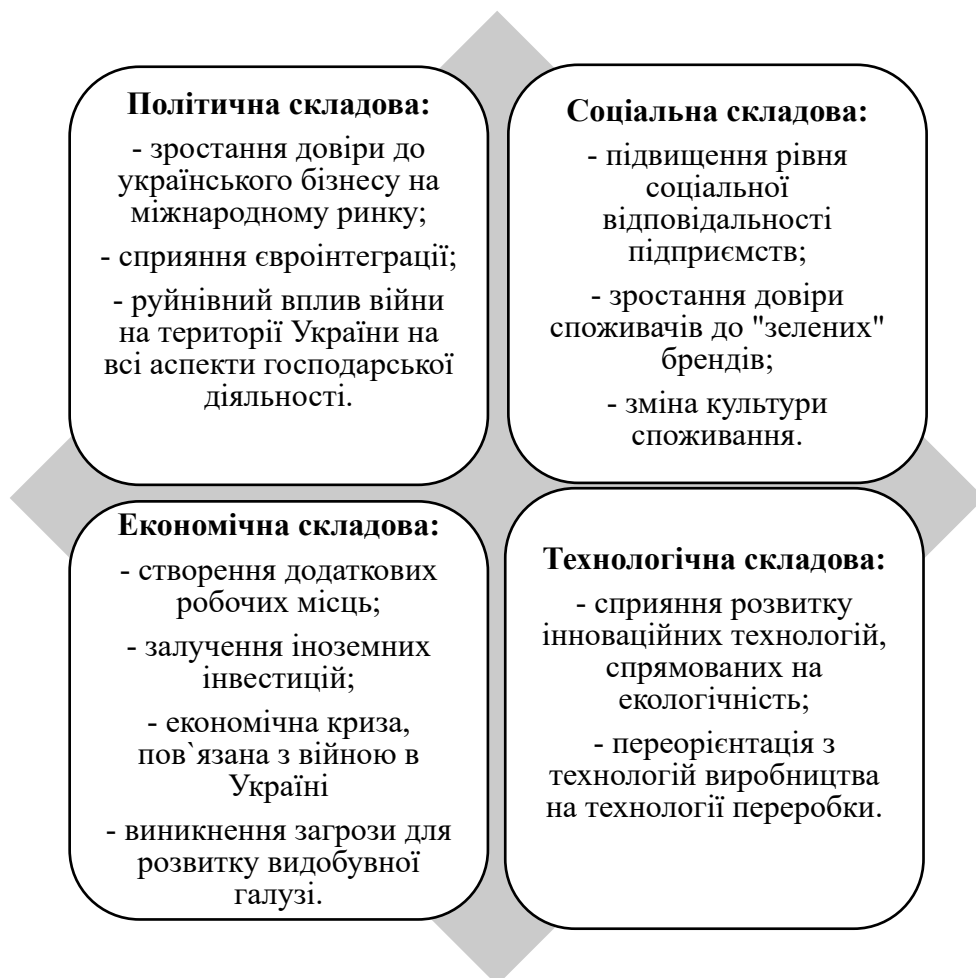 Політична складова:
- зростання довіри до
українського бізнесу на
міжнародному ринку;
- сприяння євроінтеграції;
- руйнівний вплив війни
на території України на
всі аспекти господарської
діяльності.
Соціальна складова:
- підвищення рівня
соціальної
відповідальності
підприємств;
- зростання довіри
споживачів до "зелених"
брендів;
- зміна культури
споживання.
Економічна складова:
- створення додаткових
робочих місць;
- залучення іноземних
інвестицій;
- економічна криза,
пов`язана з війною в
Україні
- виникнення загрози для
розвитку видобувної
галузі.
Технологічна складова:
- сприяння розвитку
інноваційних технологій,
спрямованих на
екологічність;
- переорієнтація з
технологій виробництва
на технології переробки.